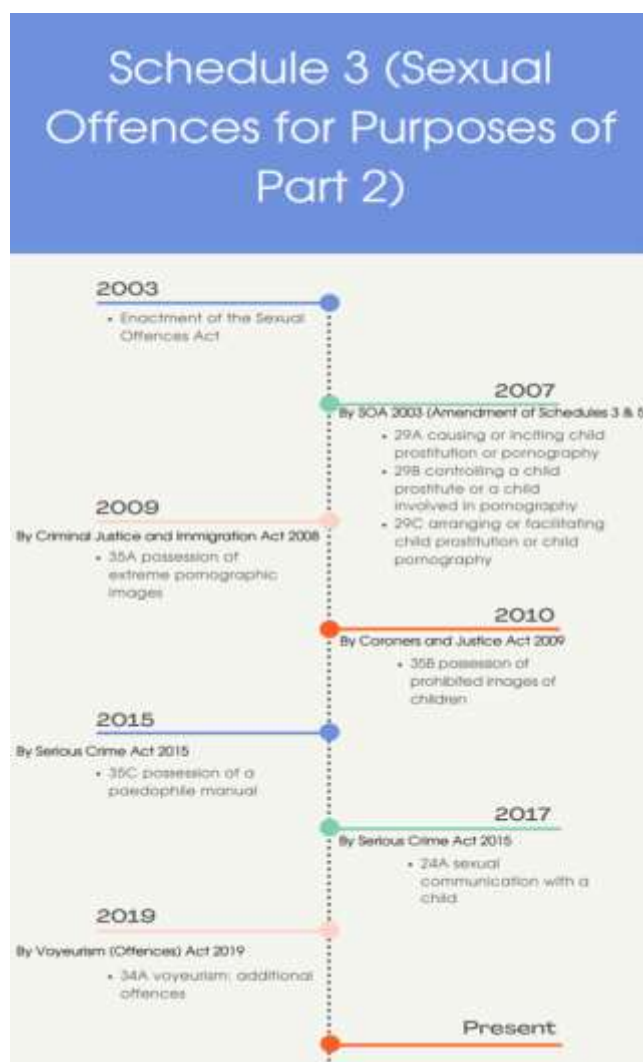 Schedule 3 (Sexual
Offences for Purposes of
Part 2)
2003
• Enactment of the Sexual
Offences Act
2007
By SOA 2003 (Amendment of Schedules 3 & 5
• 29A causing or inciting child
prostitution or pornography
• 29B controlling a child
prostitute or a child
involved in pornography
• 29C arranging or facilitating
child prostitution or child
pornography
2009
By Criminal Justice and Immigration Act 2008
• 35A possession of
extreme pornographic
images
2010
By Coroners and Justice Act 2009
• 35B possession of
prohibited images of
children
2015
By Serious Crime Act 2015
• 35C possession of a
paedophile manual
2017
By Serious Crime Act 2015
• 24A sexual
communication with a
child
2019
By Voyeurism (Offences) Act 2019
• 34A voyeurism: additional
offences
Present